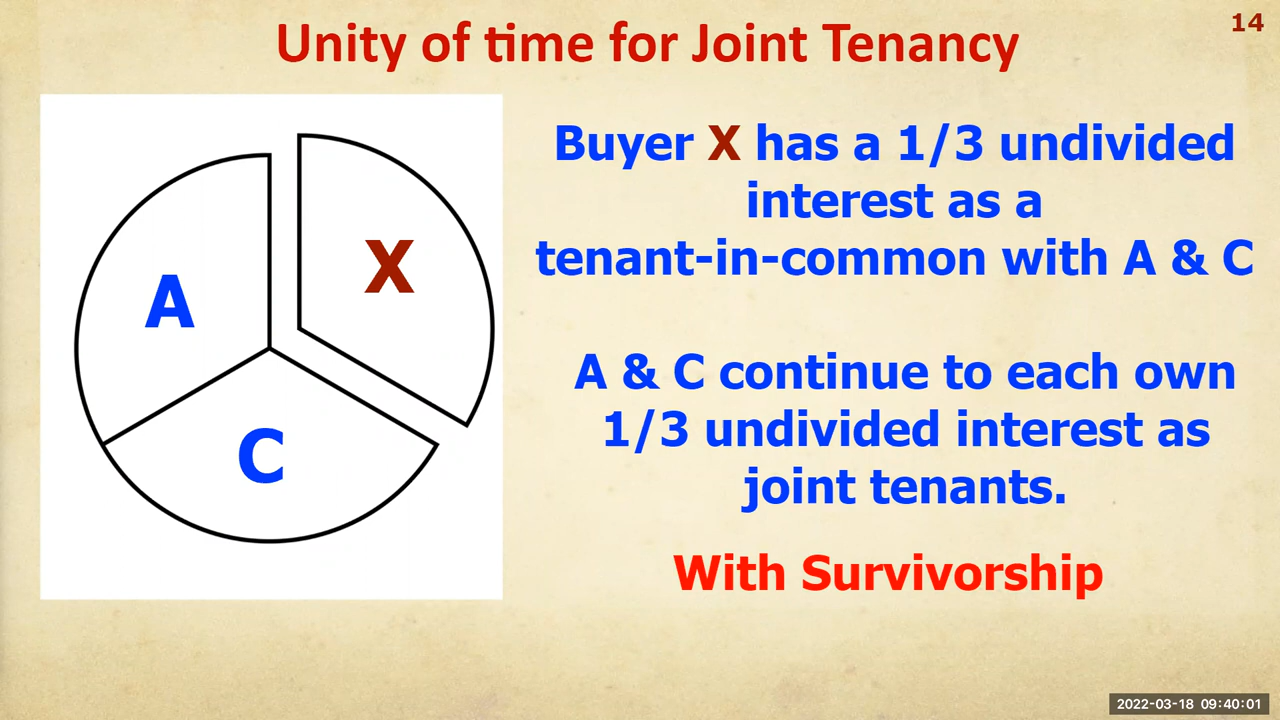 Unity of time for Joint Tenancy
14
A
X
C
Buyer X has a 1/3 undivided
interest as a
tenant-in-common with A & C
A & C continue to each own
1/3 undivided interest as
joint tenants.
With Survivorship
2022-03-18 09:40:01